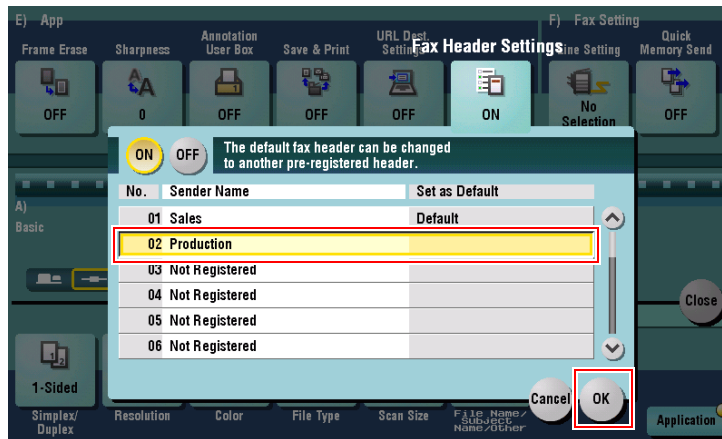 E) App
F) Fax Setting
Frame Erase
Sharpness
Annotation
User Box
Save & Print
URL Dest.
Settings
Fax Header Settings
Line Setting
Quick
Memory Send
OFF
0
OFF
OFF
OFF
ON
No
Selection
OFF
ON
OFF
The default fax header can be changed
to another pre-registered header.
No. Sender Name Set as Default
01 Sales Default
02 Production
03 Not Registered
04 Not Registered
05 Not Registered
06 Not Registered
A)
Basic
Close
1-Sided
Cancel
OK
Simplex/
Duplex
Resolution
Color
File Type
Scan Size
File Name/
Subject
Name/Other
Application